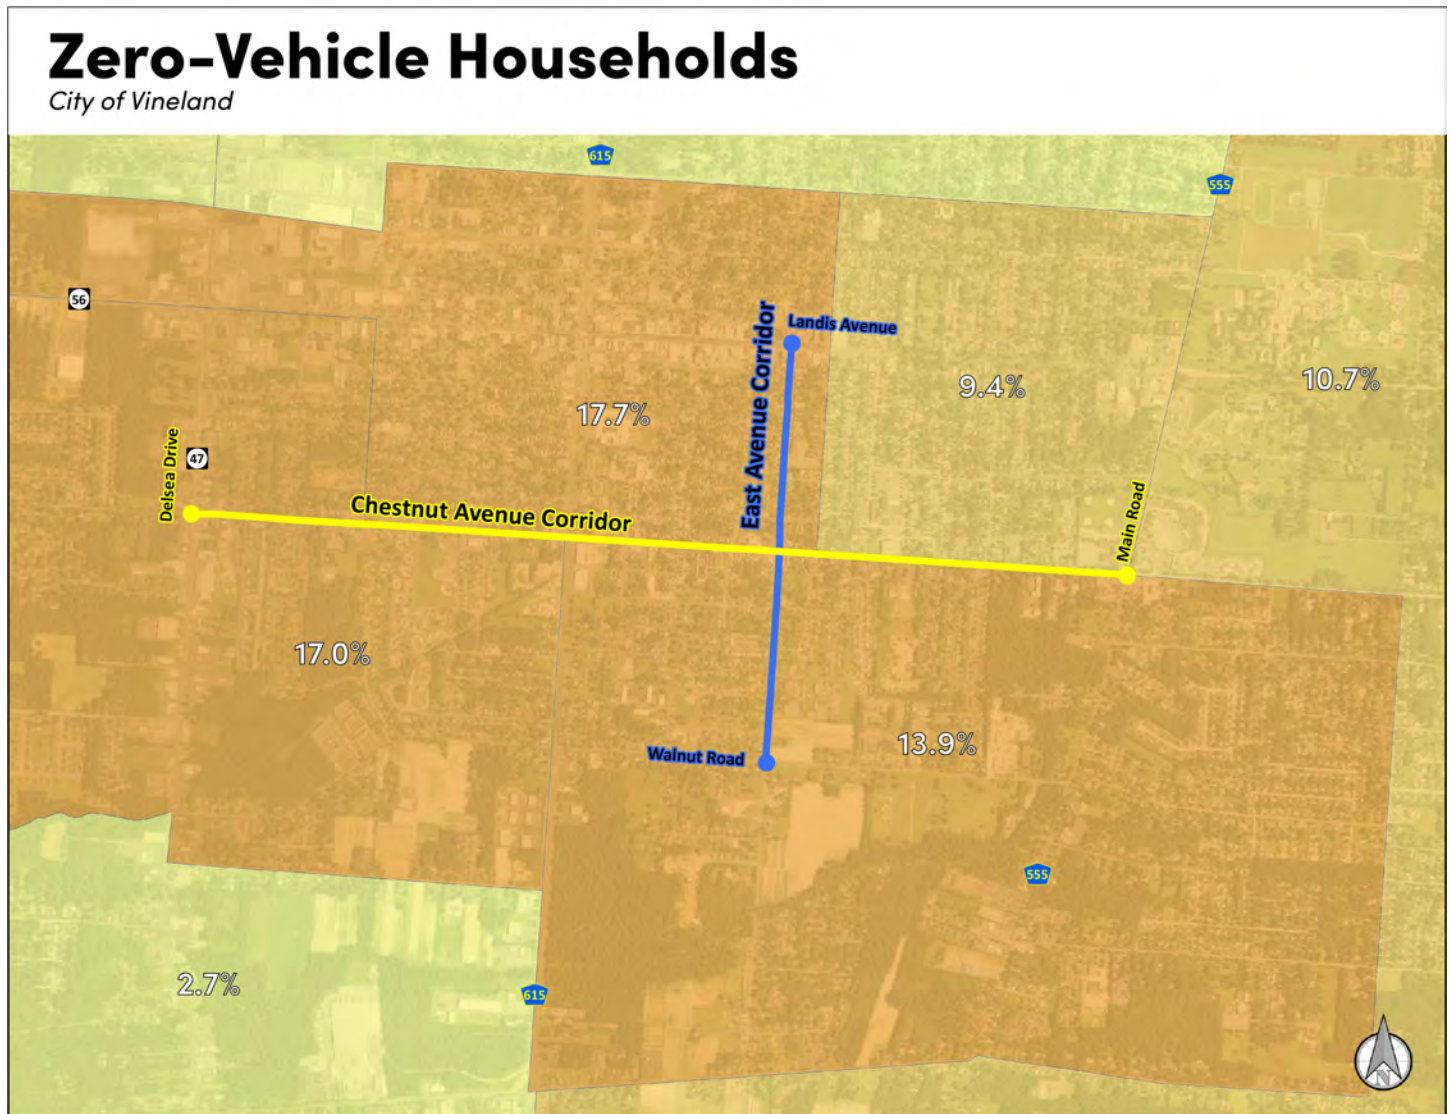 Zero-Vehicle Households
City of Vineland
615
555
56
Landis Avenue
East Avenue Corridor
10.7%
9.4%
17.7%
Delsea Drive
47
Chestnut Avenue Corridor
Main Road
17.0%
13.9%
Walnut Road
555
2.7%
615
N